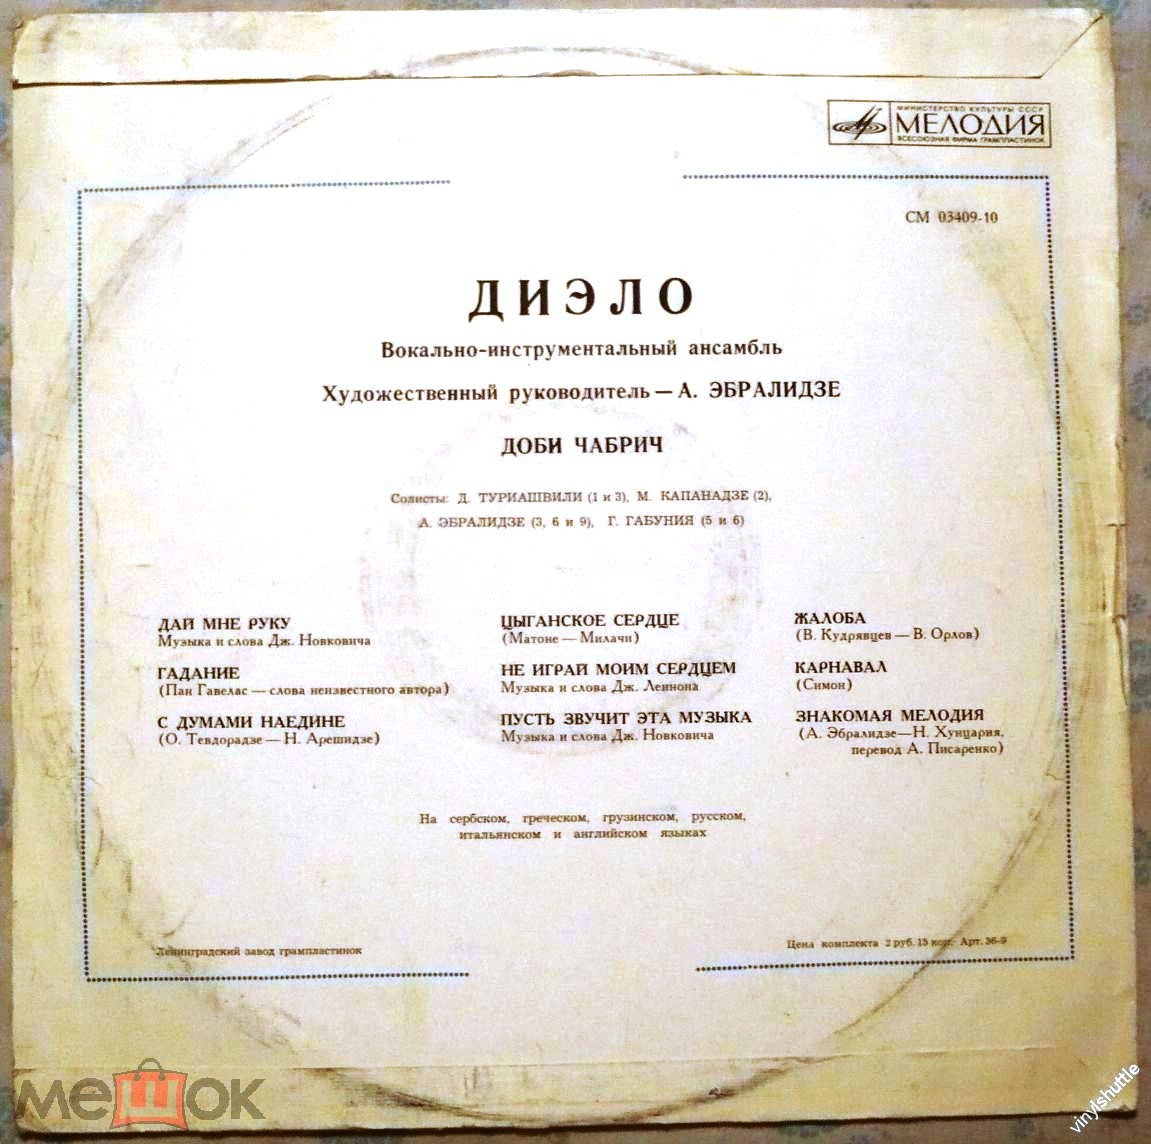 МИНИСТЕРСТВО КУЛЬТУРЫ СССР
МЕЛОДИЯ
ВСЕСОЮЗНАЯ ФИРМА ГРАМПЛАСТИНОК
СМ 03409-10
ДИЭЛО
Вокально-инструментальный ансамбль
Художественный руководитель — А. ЭБРАЛИДЗЕ
ДОБИ ЧАБРИЧ
Солисты: Д. ТУРИАШВИЛИ (1 и 3), М. КАПАНАДЗЕ (2),
А. ЭБРАЛИДЗЕ (3, 6 и 9), Г. ГАБУНИЯ (5 и 6)
ДАЙ МНЕ РУКУ
Музыка и слова Дж. Новковича
ГАДАНИЕ
(Пан Гавелас — слова неизвестного автора)
С ДУМАМИ НАЕДИНЕ
(О. Тевдорадзе — Н. Арешидзе)
ЦЫГАНСКОЕ СЕРДЦЕ
(Матоне — Милачи)
НЕ ИГРАЙ МОИМ СЕРДЦЕМ
Музыка и слова Дж. Леннона
ПУСТЬ ЗВУЧИТ ЭТА МУЗЫКА
Музыка и слова Дж. Новковича
ЖАЛОБА
(В. Кудрявцев — В. Орлов)
КАРНАВАЛ
(Симон)
ЗНАКОМАЯ МЕЛОДИЯ
(А. Эбралидзе — Н. Хунцария,
перевод А. Писаренко)
На сербском, греческом, грузинском, русском,
итальянском и английском языках
Ленинградский завод грампластинок
Цена комплекта 2 руб. 15 коп. Арт. 36-9
мешок
vinylshuttle